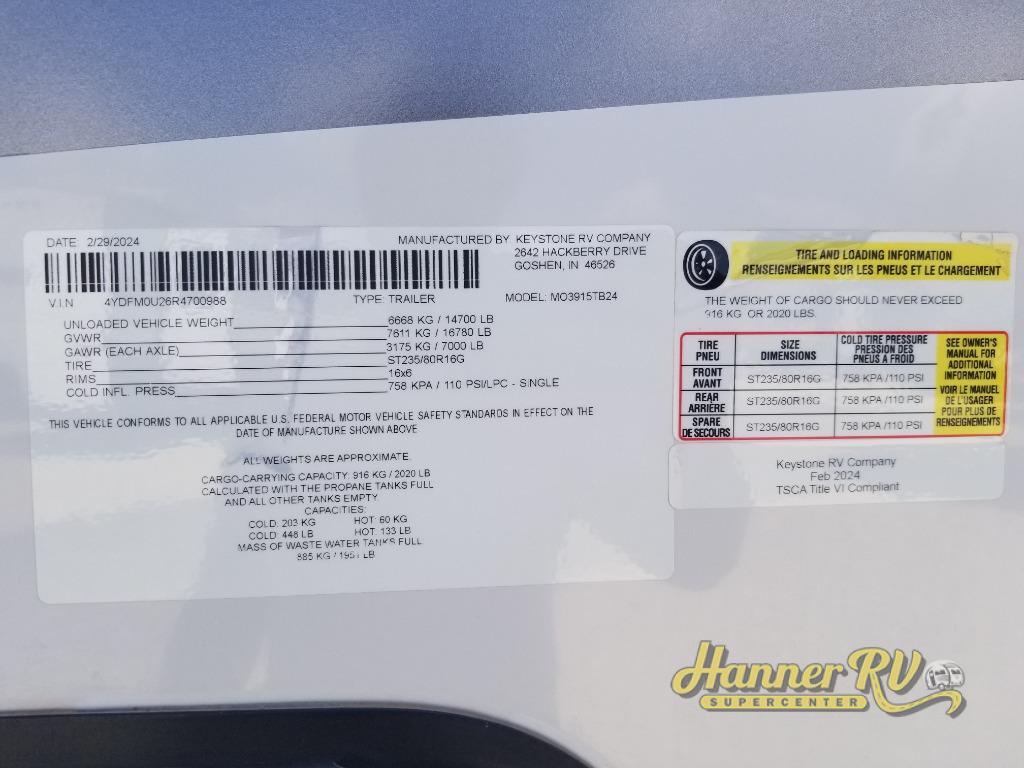 DATE: 2/29/2024
MANUFACTURED BY: KEYSTONE RV COMPANY
2642 HACKBERRY DRIVE
GOSHEN, IN 46526
V.I.N 4YDFM0U26R4700988 TYPE: TRAILER MODEL: MO3915TB24
UNLOADED VEHICLE WEIGHT 6668 KG / 14700 LB
GVWR 7611 KG / 16780 LB
GAWR (EACH AXLE) 3175 KG / 7000 LB
TIRE ST235/80R16G
RIMS 16x6
COLD INFL. PRESS 758 KPA / 110 PSI/LPC - SINGLE
THIS VEHICLE CONFORMS TO ALL APPLICABLE U.S. FEDERAL MOTOR VEHICLE SAFETY STANDARDS IN EFFECT ON THE
DATE OF MANUFACTURE SHOWN ABOVE
ALL WEIGHTS ARE APPROXIMATE.
CARGO-CARRYING CAPACITY: 916 KG / 2020 LB
CALCULATED WITH THE PROPANE TANKS FULL
AND ALL OTHER TANKS EMPTY.
CAPACITIES:
COLD: 203 KG HOT: 60 KG
COLD: 448 LB HOT: 133 LB
MASS OF WASTE WATER TANKS FULL
885 KG / 1951 LB
TIRE AND LOADING INFORMATION
RENSEIGNEMENTS SUR LES PNEUS ET LE CHARGEMENT
THE WEIGHT OF CARGO SHOULD NEVER EXCEED
916 KG OR 2020 LBS.
TIRE PNEU
SIZE DIMENSIONS
COLD TIRE PRESSURE
PRESSION DES
PNEUS A FROID
FRONT AVANT ST235/80R16G 758 KPA /110 PSI
REAR ARRIÈRE ST235/80R16G 758 KPA /110 PSI
SPARE DE SECOURS ST235/80R16G 758 KPA /110 PSI
SEE OWNER'S
MANUAL FOR
ADDITIONAL
INFORMATION
VOIR LE MANUEL
DE L'USAGER
POUR PLUS DE
RENSEIGNEMENTS
Keystone RV Company
Feb 2024
TSCA Title VI Compliant
Hanner RV
SUPERCENTER